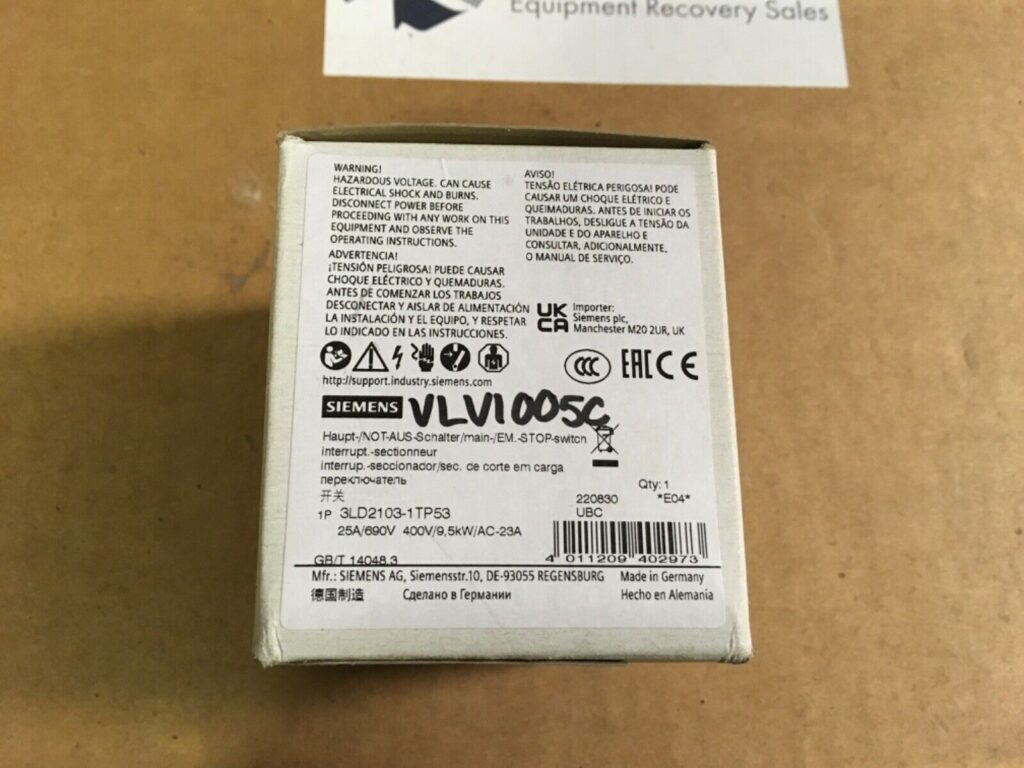 Equipment Recovery Sales
WARNING!
HAZARDOUS VOLTAGE. CAN CAUSE
ELECTRICAL SHOCK AND BURNS.
DISCONNECT POWER BEFORE
PROCEEDING WITH ANY WORK ON THIS
EQUIPMENT AND OBSERVE THE
OPERATING INSTRUCTIONS.
ADVERTENCIA!
¡TENSIÓN PELIGROSA! PUEDE CAUSAR
CHOQUE ELÉCTRICO Y QUEMADURAS.
ANTES DE COMENZAR LOS TRABAJOS
DESCONECTAR Y AISLAR DE ALIMENTACIÓN
LA INSTALACIÓN Y EL EQUIPO, Y RESPETAR
LO INDICADO EN LAS INSTRUCCIONES.
AVISO!
TENSÃO ELÉTRICA PERIGOSA! PODE
CAUSAR UM CHOQUE ELÉTRICO E
QUEIMADURAS. ANTES DE INICIAR OS
TRABALHOS, DESLIGUE A TENSÃO DA
UNIDADE E DO APARELHO E
CONSULTAR, ADICIONALMENTE,
O MANUAL DE SERVIÇO.
UK
CA
Importer:
Siemens plc,
Manchester M20 2UR, UK
CCC EAC CE
http://support.industry.siemens.com
SIEMENS VLV1005C
Haupt-/NOT-AUS-Schalter/main-/EM.-STOP-switch
interrupt.-sectionneur
interrup.-seccionador/sec. de corte em carga
переключатель
开关
Qty: 1
220830 *E04*
UBC
1P 3LD2103-1TP53
25A/690V 400V/9,5kW/AC-23A
4 011209 402973
GB/T 14048.3
Mfr.: SIEMENS AG, Siemensstr.10, DE-93055 REGENSBURG Made in Germany
德国制造 Сделано в Германии Hecho en Alemania